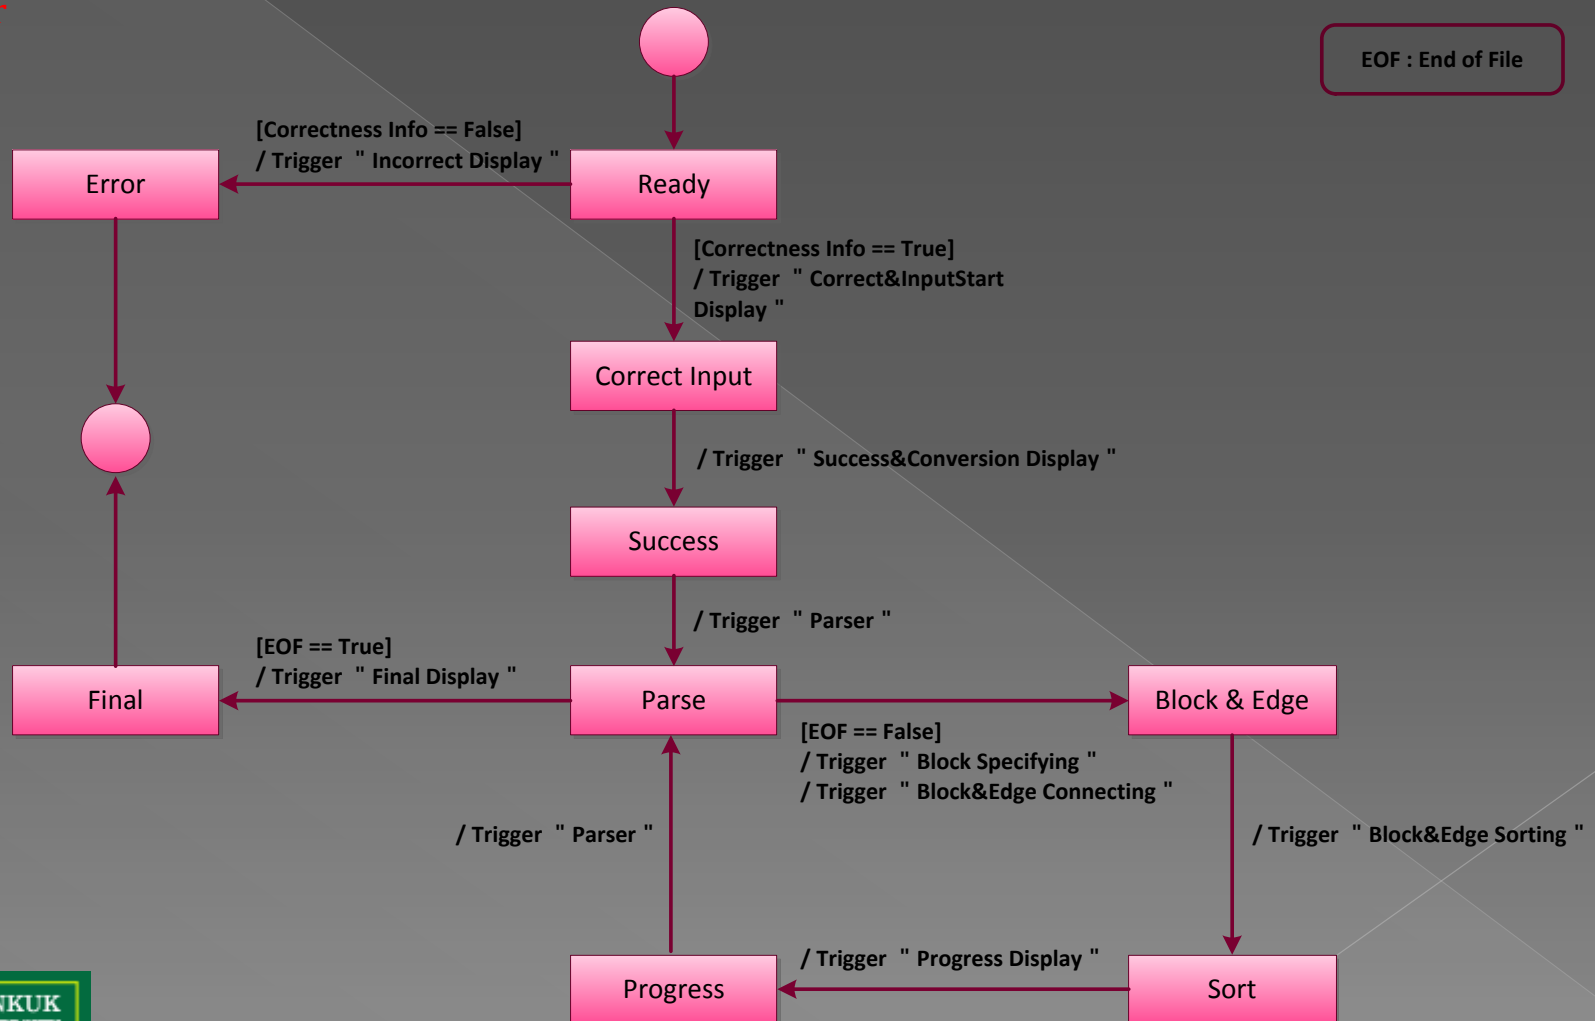 EOF : End of File
[Correctness Info == False]
/ Trigger " Incorrect Display "
Error
Ready
[Correctness Info == True]
/ Trigger " Correct&InputStart
Display "
Correct Input
/ Trigger " Success&Conversion Display "
Success
/ Trigger " Parser "
[EOF == True]
/ Trigger " Final Display "
Final
Parse
Block & Edge
[EOF == False]
/ Trigger " Block Specifying "
/ Trigger " Block&Edge Connecting "
/ Trigger " Parser "
/ Trigger " Block&Edge Sorting "
/ Trigger " Progress Display "
Progress
Sort
NKUK